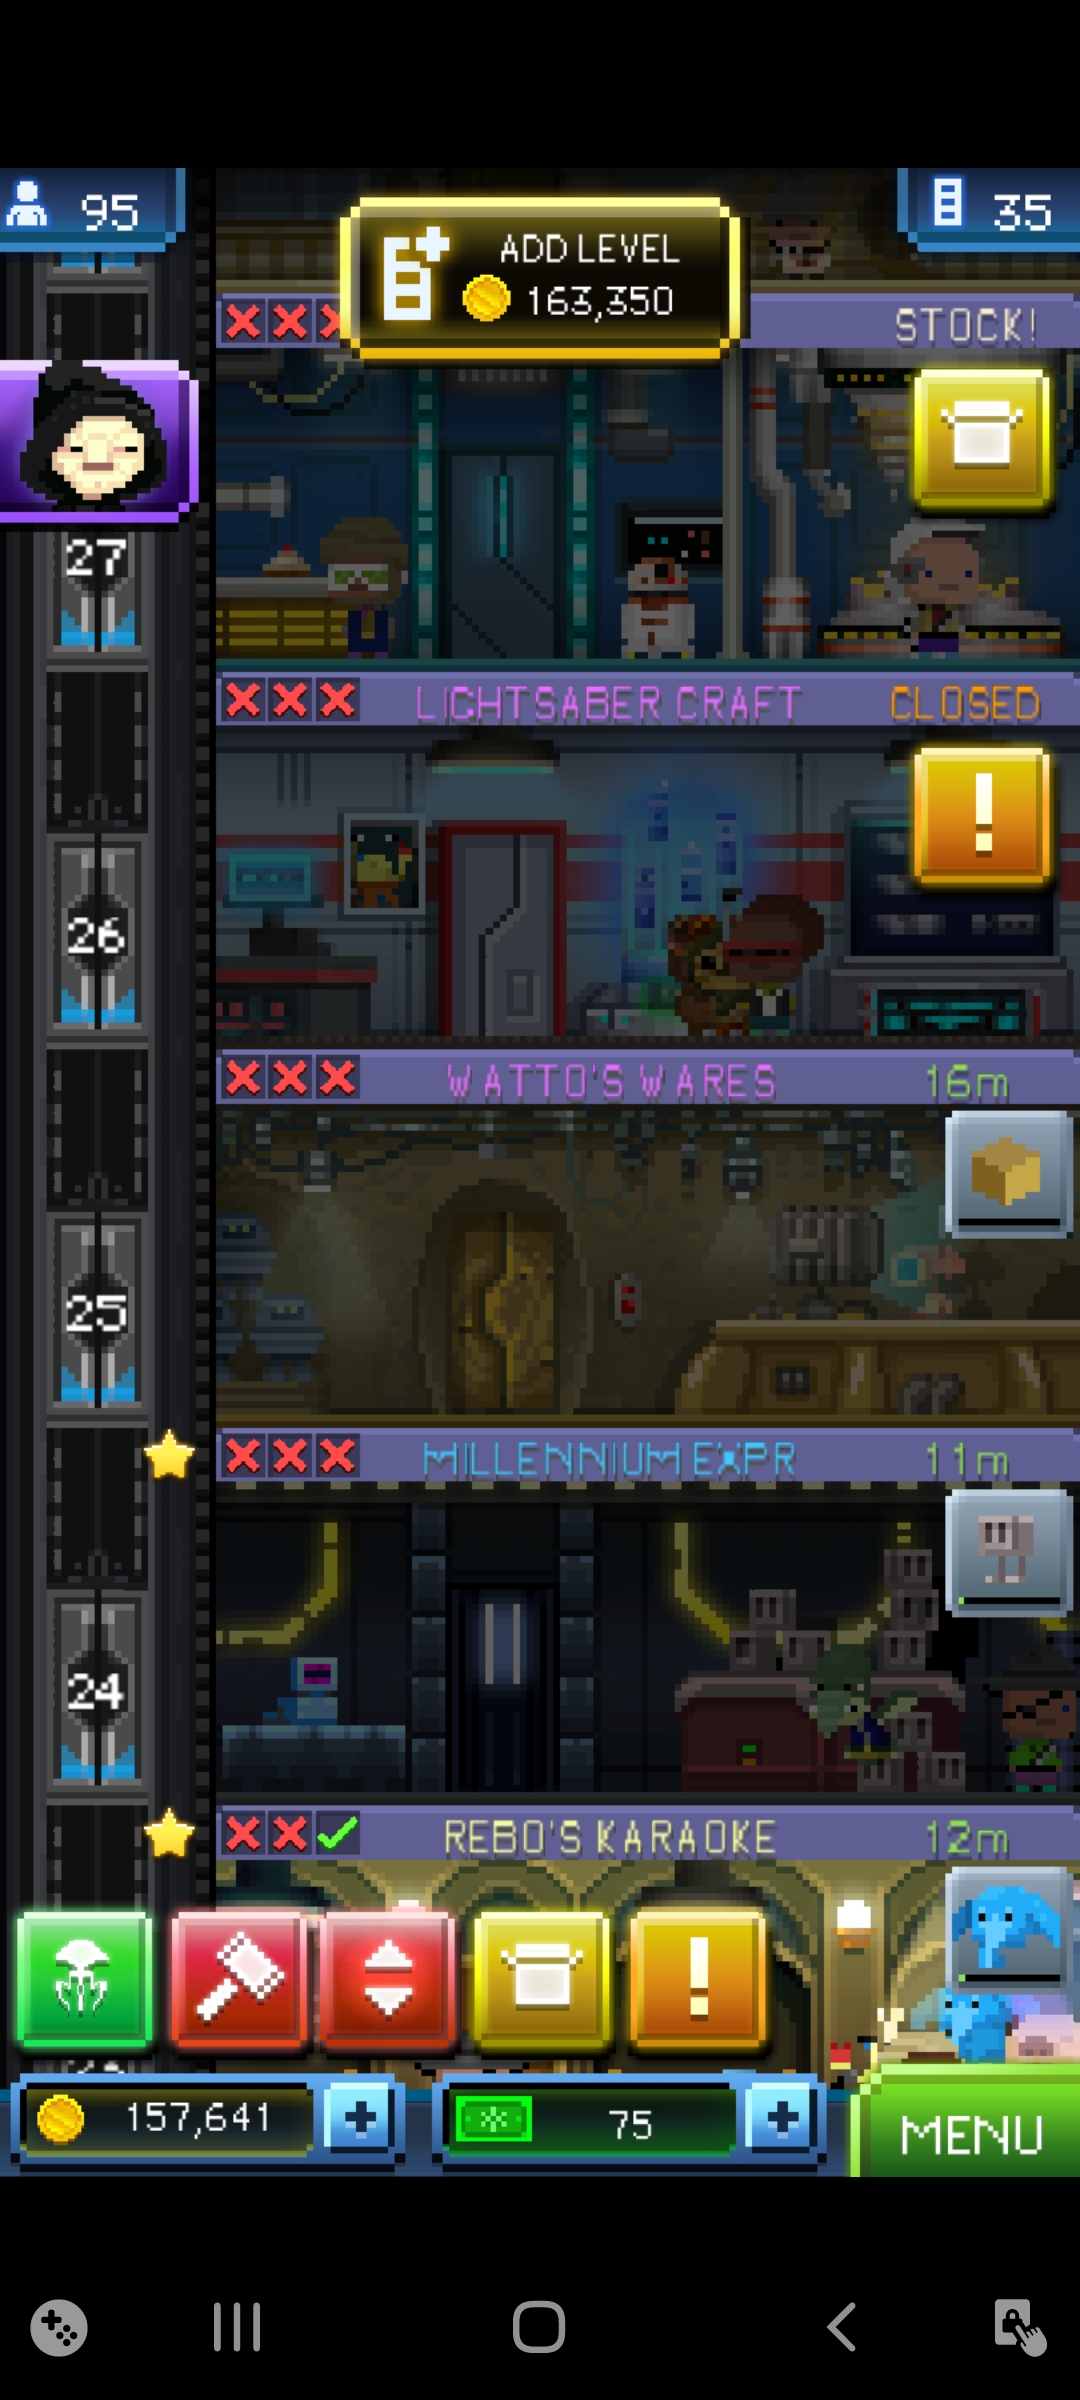 95
ADD LEVEL
163,350
35
STOCK!
27
LIGHTSABER CRAFT
CLOSED
26
WATTO'S WARES
16m
25
MILLENNIUM EXPR
11m
24
REBO'S KARAOKE
12m
157,641
75
MENU